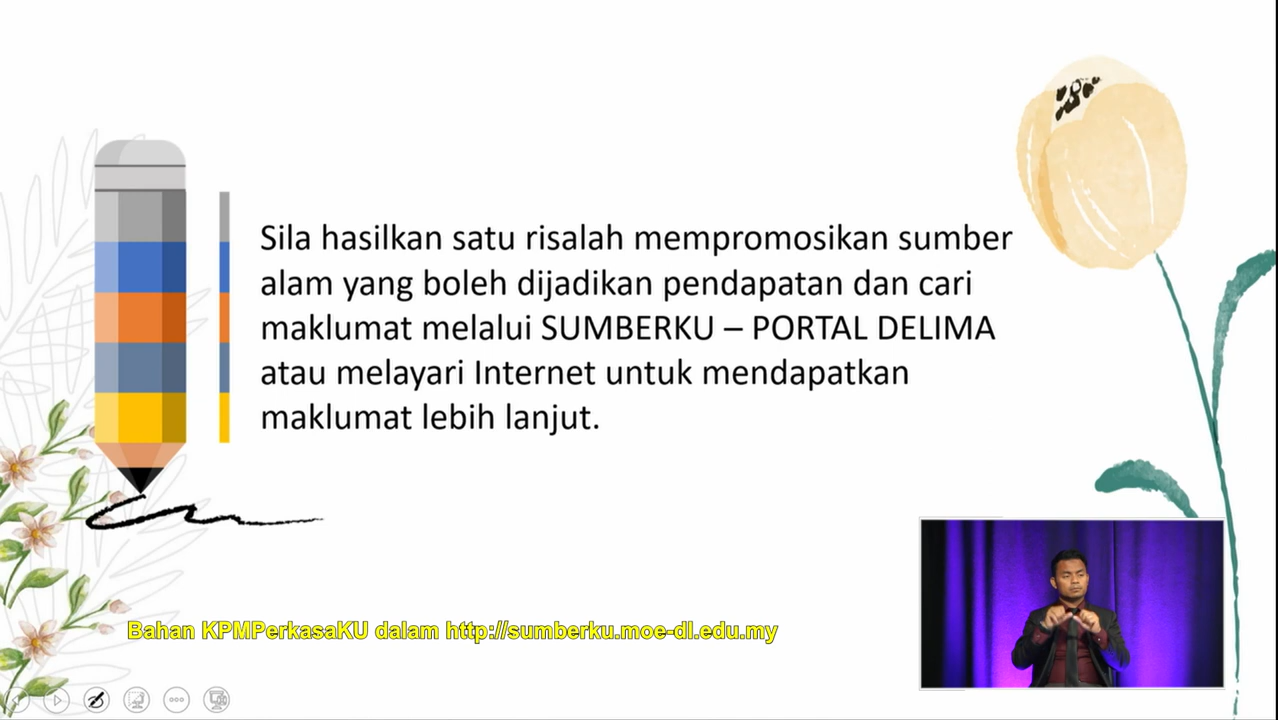 Sila hasilkan satu risalah mempromosikan sumber
alam yang boleh dijadikan pendapatan dan cari
maklumat melalui SUMBERKU – PORTAL DELIMA
atau melayari Internet untuk mendapatkan
maklumat lebih lanjut.
Bahan KPMPerkasaKU dalam http://sumberku.moe-dl.edu.my